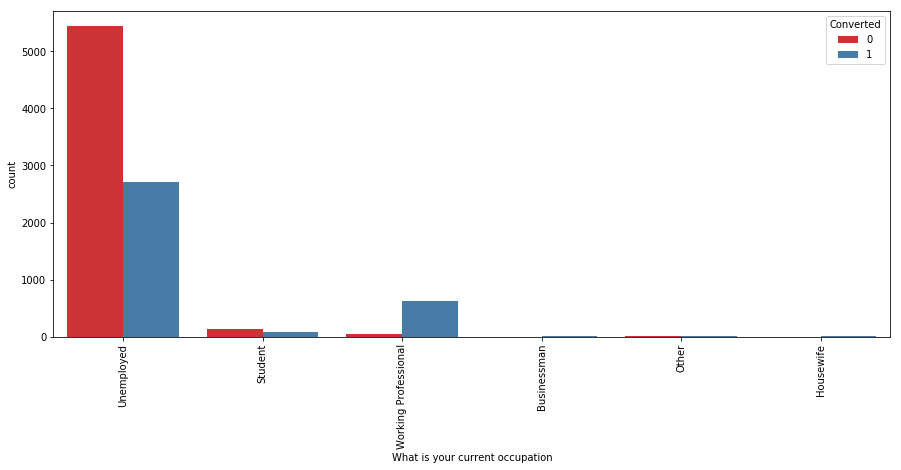 Converted
0
1
5000
4000
3000
2000
1000
0
count
Unemployed
Student
Working Professional
Businessman
Other
Housewife
What is your current occupation